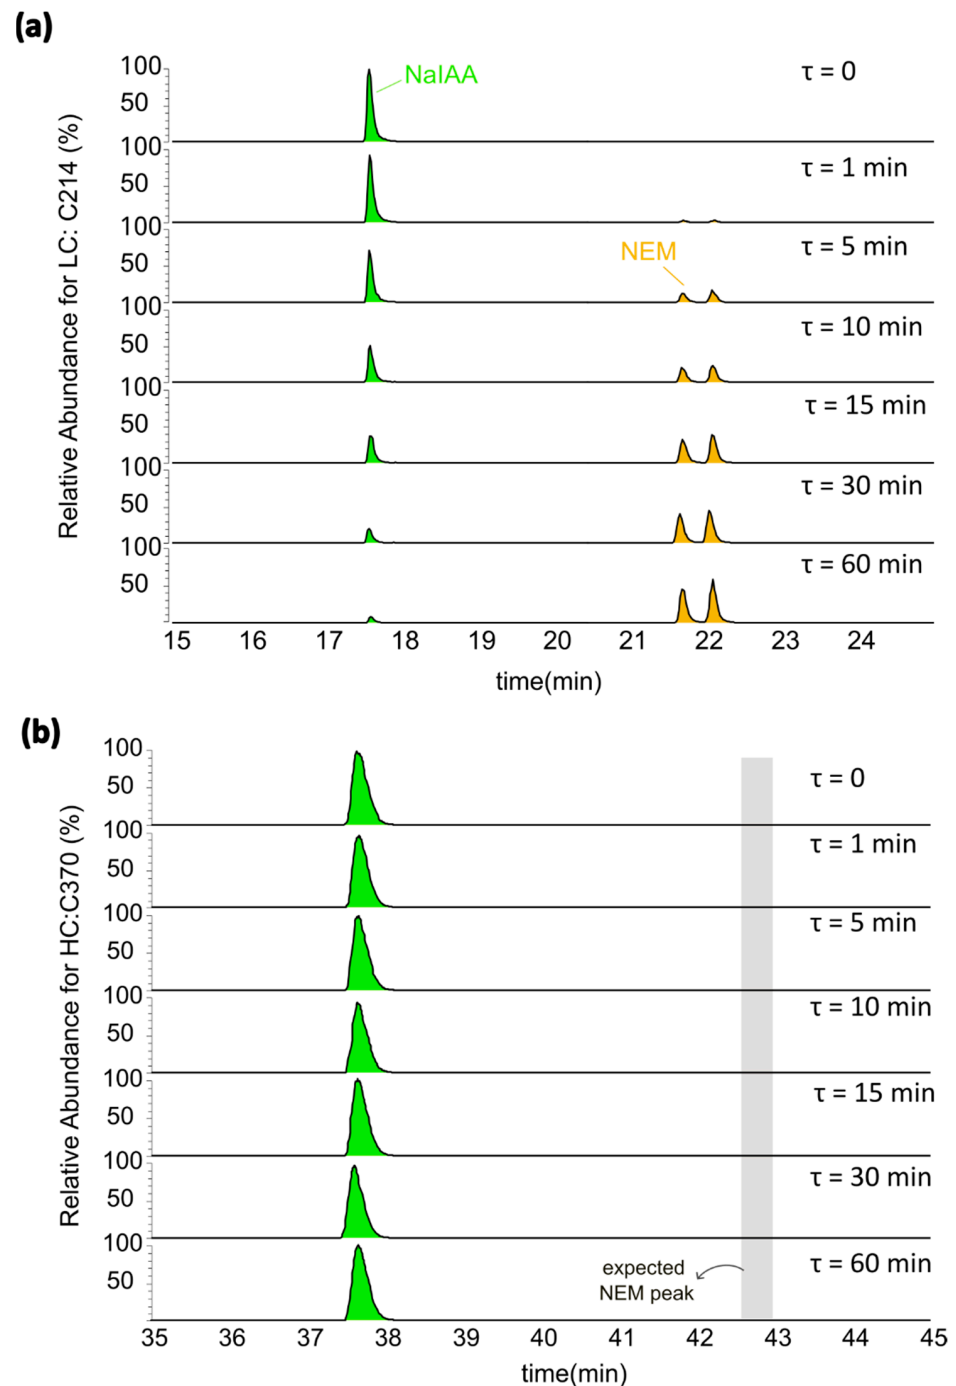 (a)
Relative Abundance for LC: C214 (%)
100
50
NaIAA
τ = 0
100
50
τ = 1 min
100
50
NEM
τ = 5 min
100
50
τ = 10 min
100
50
τ = 15 min
100
50
τ = 30 min
100
50
τ = 60 min
15 16 17 18 19 20 21 22 23 24
time(min)
(b)
Relative Abundance for HC:C370 (%)
100
50
τ = 0
100
50
τ = 1 min
100
50
τ = 5 min
100
50
τ = 10 min
100
50
τ = 15 min
100
50
τ = 30 min
100
50
expected
NEM peak
τ = 60 min
35 36 37 38 39 40 41 42 43 44 45
time(min)